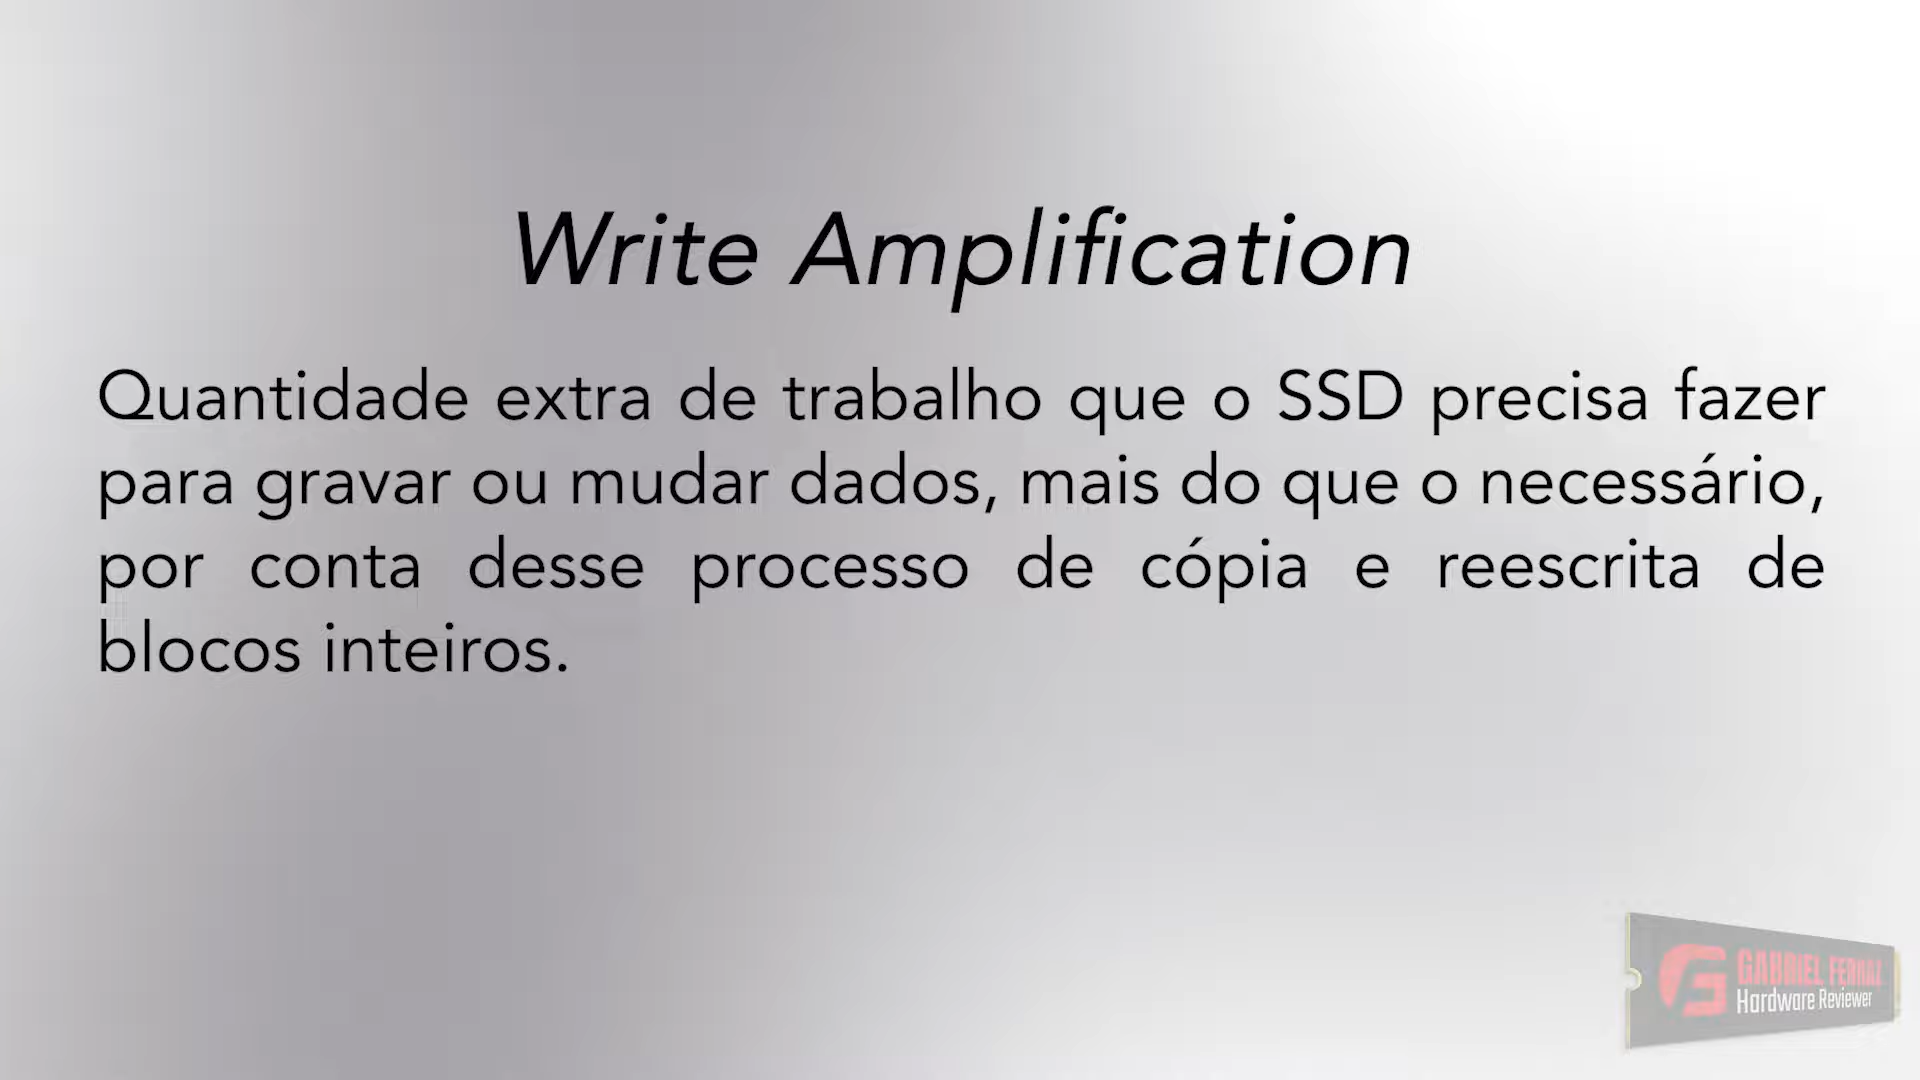 Write Amplification
Quantidade extra de trabalho que o SSD precisa fazer
para gravar ou mudar dados, mais do que o necessário,
por conta desse processo de cópia e reescrita de
blocos inteiros.
GABRIEL FERRAZ
Hardware Reviewer